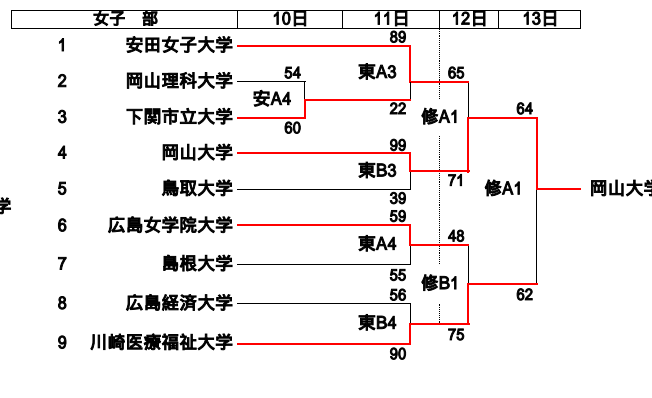 女子 部 10日 11日 12日 13日
1 安田女子大学 89
2 岡山理科大学 54 東A3 65
安A4
3 下関市立大学 60 22 修A1 64
4 岡山大学 99
東B3 71
5 鳥取大学 39 修A1 岡山大学
学
6 広島女学院大学 59
東A4 48
7 島根大学 55
修B1
8 広島経済大学 56 62
東B4 75
9 川崎医療福祉大学 90